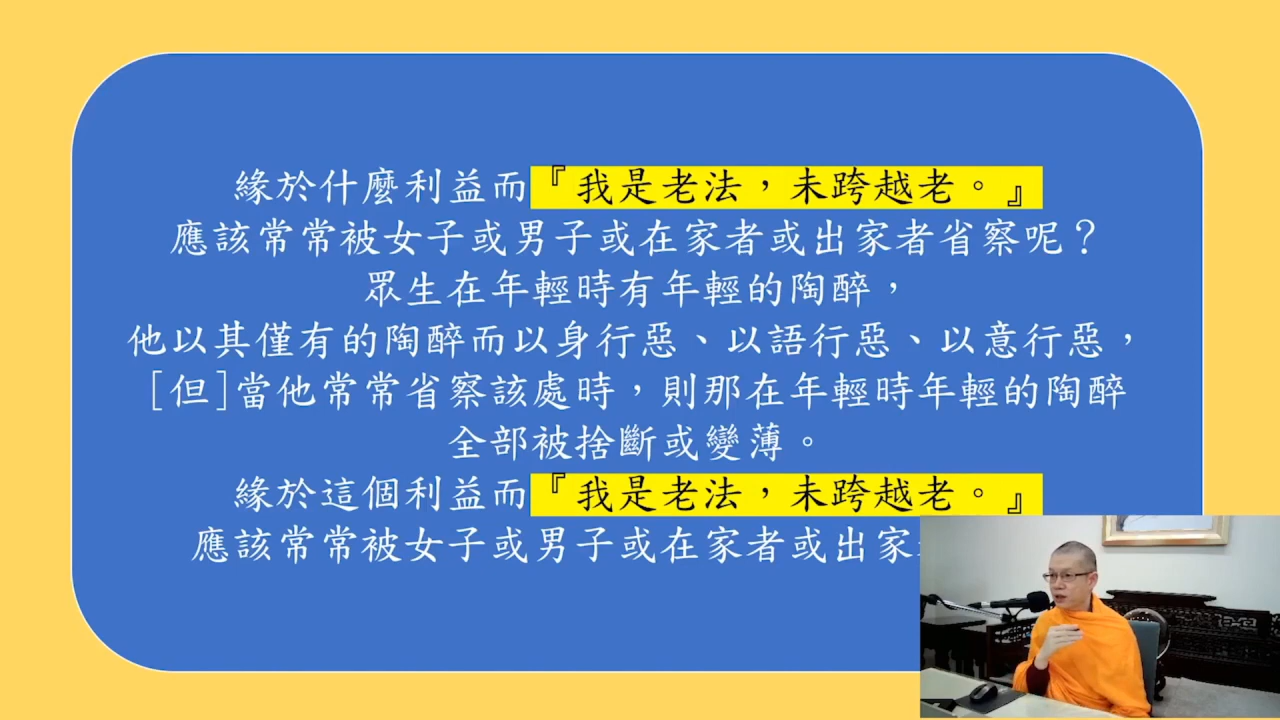 緣於什麼利益而『我是老法，未跨越老。』
應該常常被女子或男子或在家者或出家者省察呢？
眾生在年輕時有年輕的陶醉，
他以其僅有的陶醉而以身行惡、以語行惡、以意行惡，
[但]當他常常省察該處時，則那在年輕時年輕的陶醉
全部被捨斷或變薄。
緣於這個利益而『我是老法，未跨越老。』
應該常常被女子或男子或在家者或出家